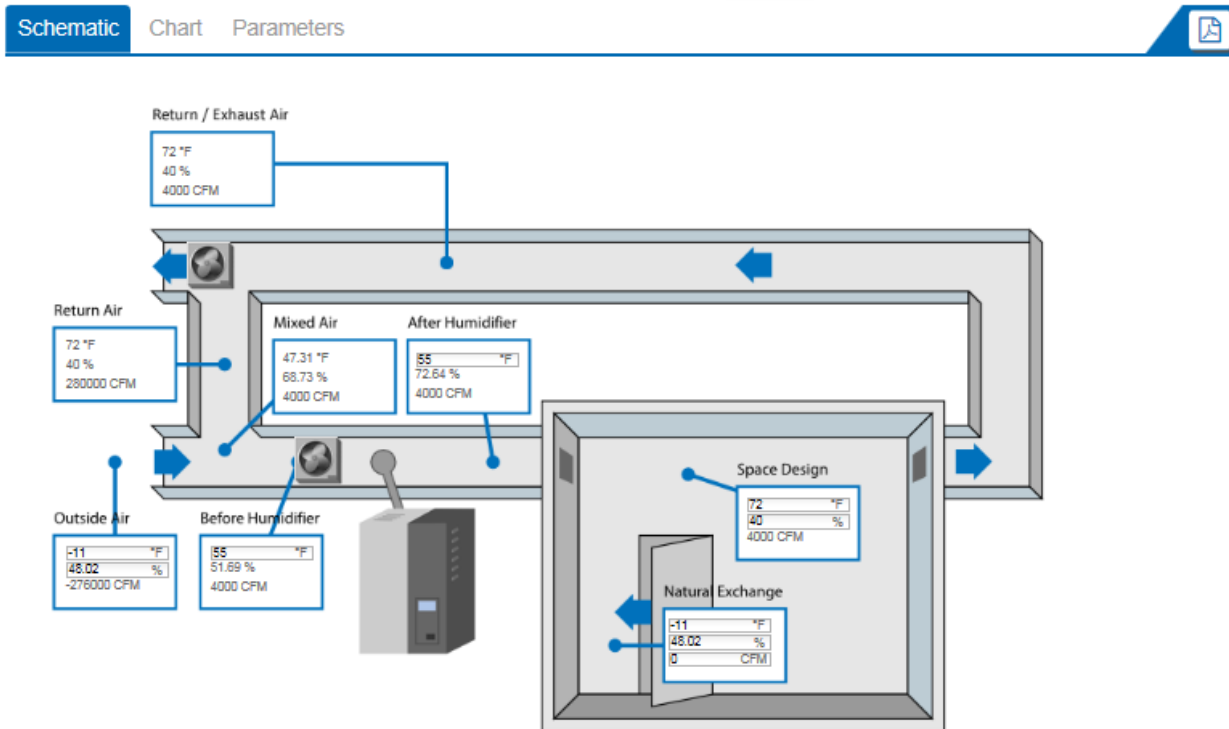 Schematic Chart Parameters
Return / Exhaust Air
72 °F
40 %
4000 CFM
Return Air
72 °F
40 %
280000 CFM
Mixed Air
47.31 °F
68.73 %
4000 CFM
After Humidifier
55 °F
72.64 %
4000 CFM
Space Design
72 °F
40 %
4000 CFM
Outside Air
-11 °F
48.02 %
-276000 CFM
Before Humidifier
55 °F
51.69 %
4000 CFM
Natural Exchange
-11 °F
48.02 %
0 CFM